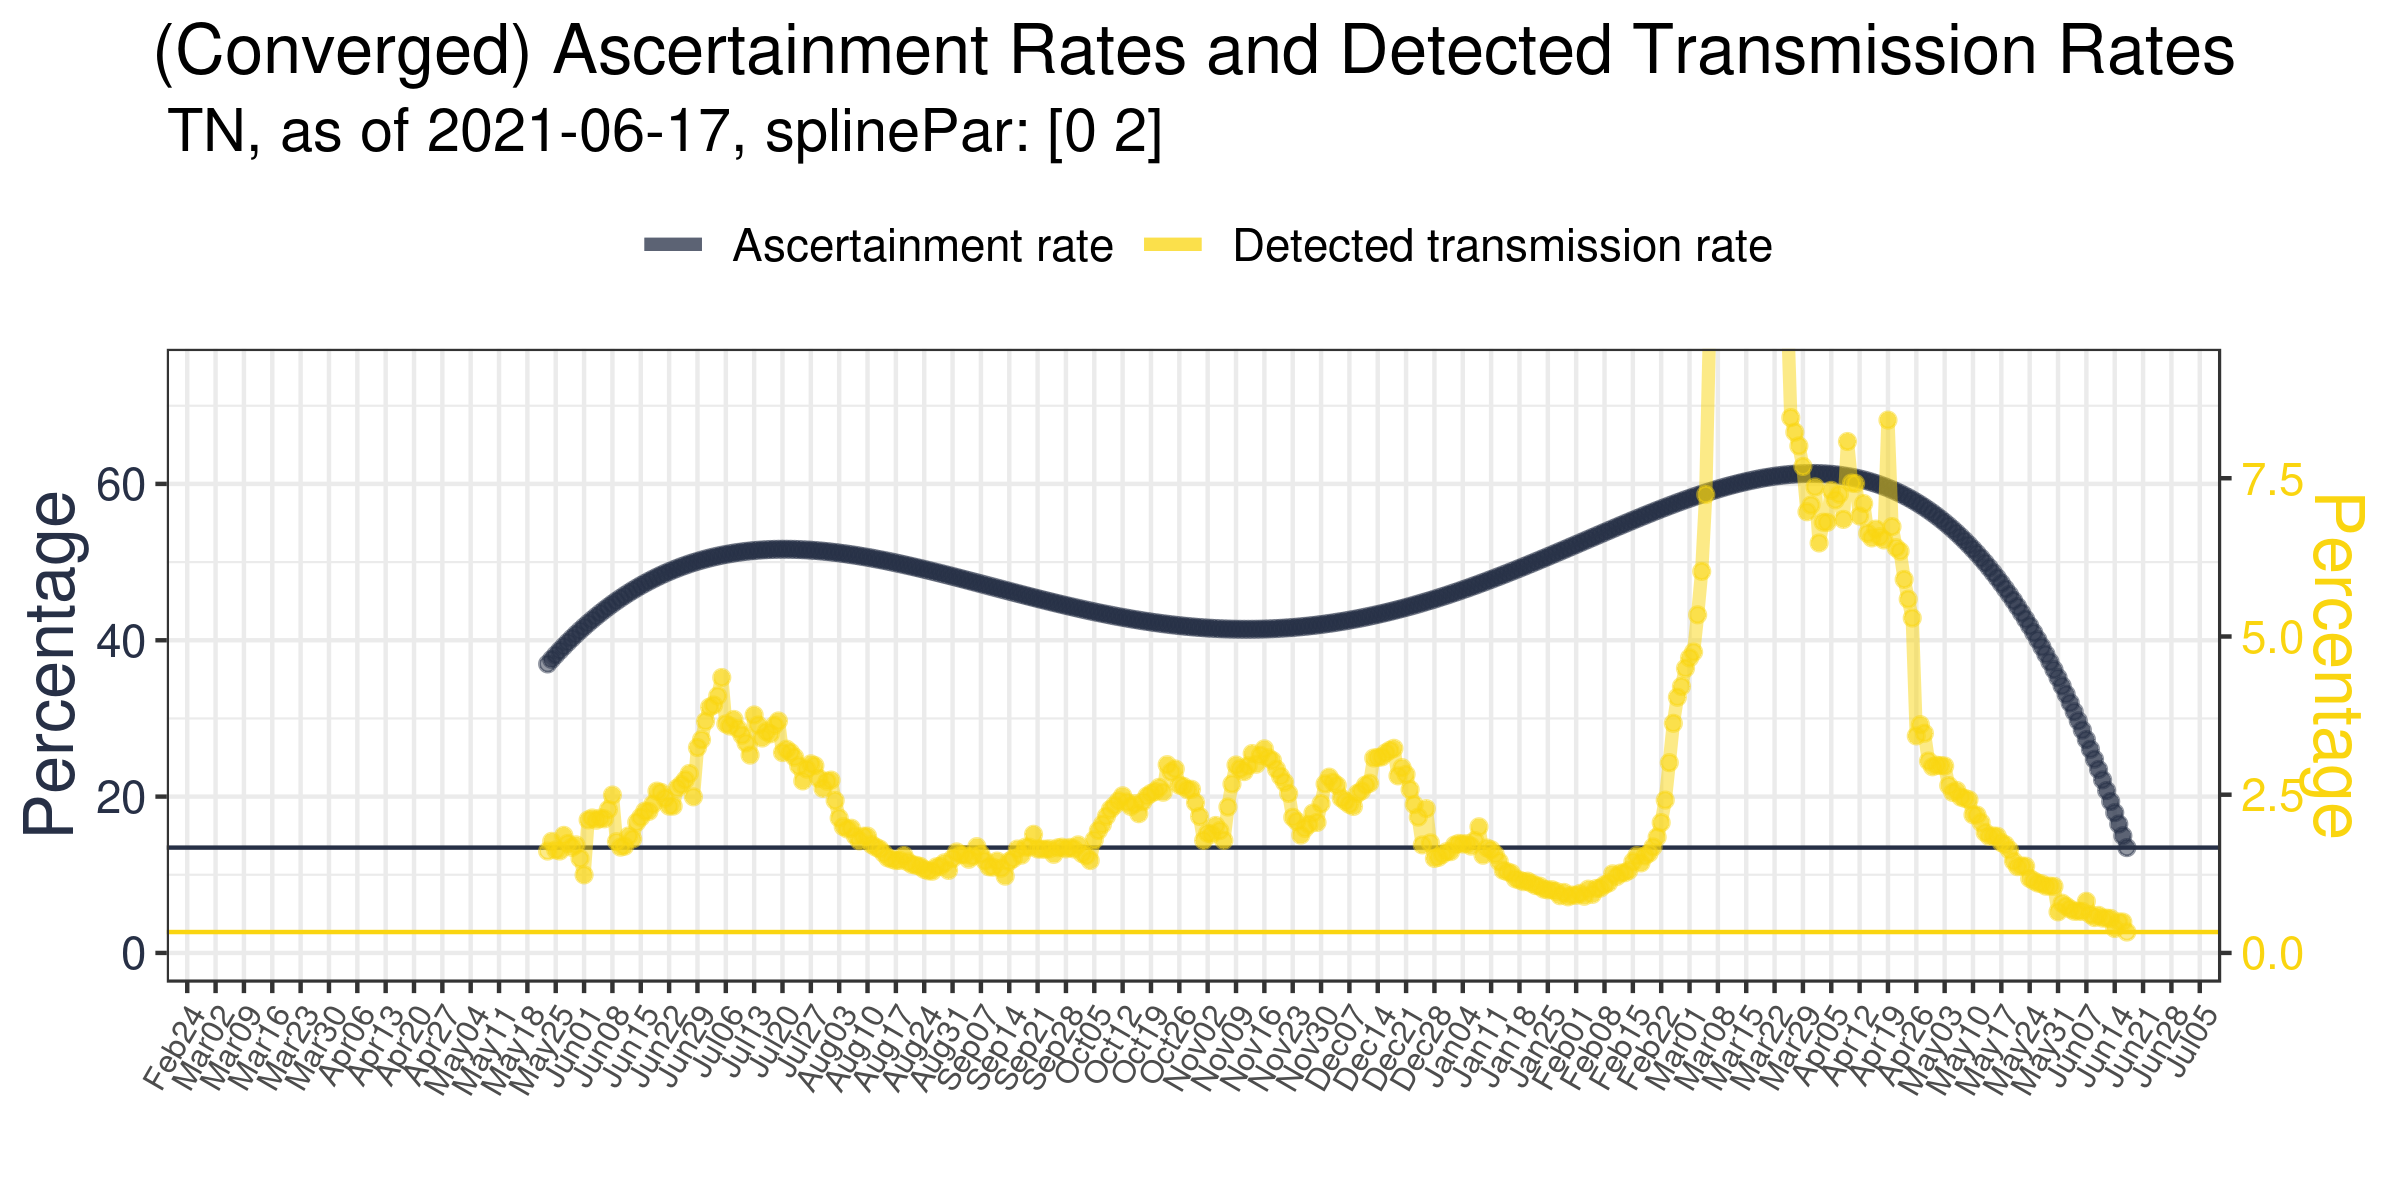 (Converged) Ascertainment Rates and Detected Transmission Rates
TN, as of 2021-06-17, splinePar: [0 2]
Ascertainment rate
Detected transmission rate
Percentage
60
40
20
0
7.5
5.0
2.5
0.0
Percentage
Feb24
Mar02
Mar09
Mar16
Mar23
Mar30
Apr06
Apr13
Apr20
Apr27
May04
May11
May18
May25
Jun01
Jun08
Jun15
Jun22
Jun29
Jul06
Jul13
Jul20
Jul27
Aug03
Aug10
Aug17
Aug24
Aug31
Sep07
Sep14
Sep21
Sep28
Oct05
Oct12
Oct19
Oct26
Nov02
Nov09
Nov16
Nov23
Nov30
Dec07
Dec14
Dec21
Dec28
Jan04
Jan11
Jan18
Jan25
Feb01
Feb08
Feb15
Feb22
Mar01
Mar08
Mar15
Mar22
Mar29
Apr05
Apr12
Apr19
Apr26
May03
May10
May17
May24
May31
Jun07
Jun14
Jun21
Jun28
Jul05